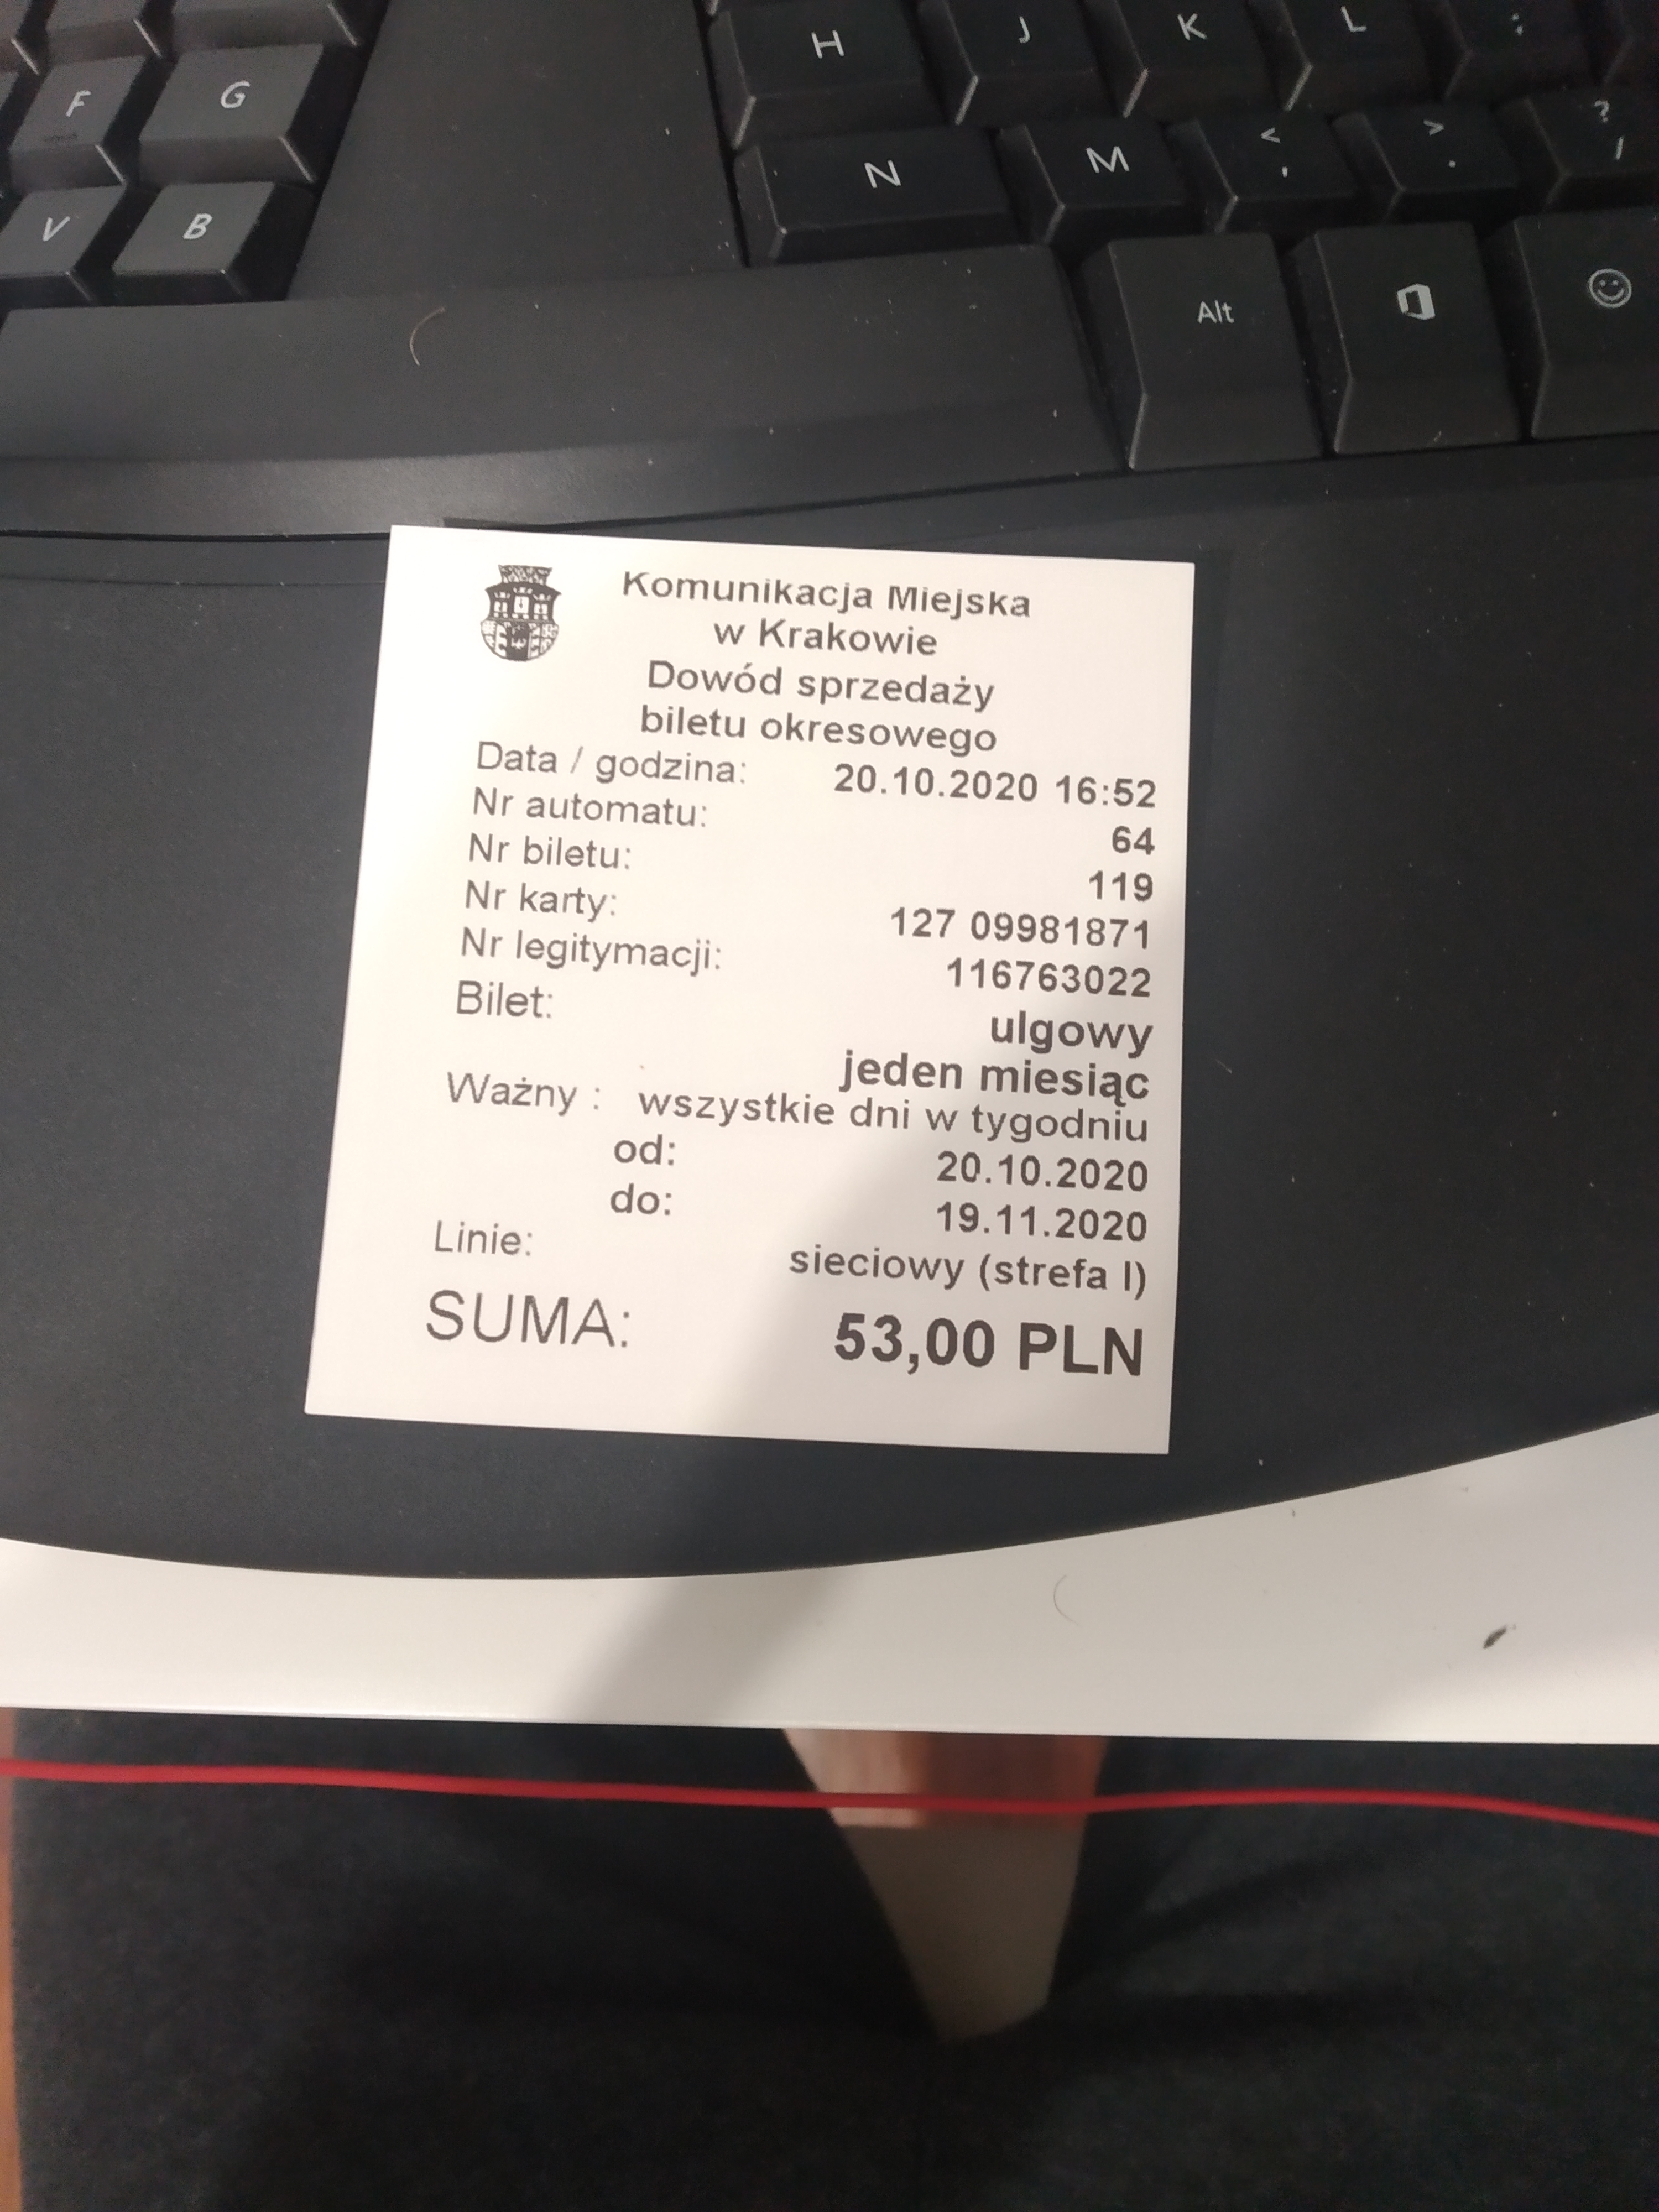 H J K L ;
F G
N M < , > . ? /
V B
Alt
Komunikacja Miejska
w Krakowie
Dowód sprzedaży
biletu okresowego
Data / godzina: 20.10.2020 16:52
Nr automatu: 64
Nr biletu: 119
Nr karty: 127 09981871
Nr legitymacji: 116763022
Bilet: ulgowy
jeden miesiąc
Ważny : wszystkie dni w tygodniu
od: 20.10.2020
do: 19.11.2020
Linie: sieciowy (strefa I)
SUMA: 53,00 PLN